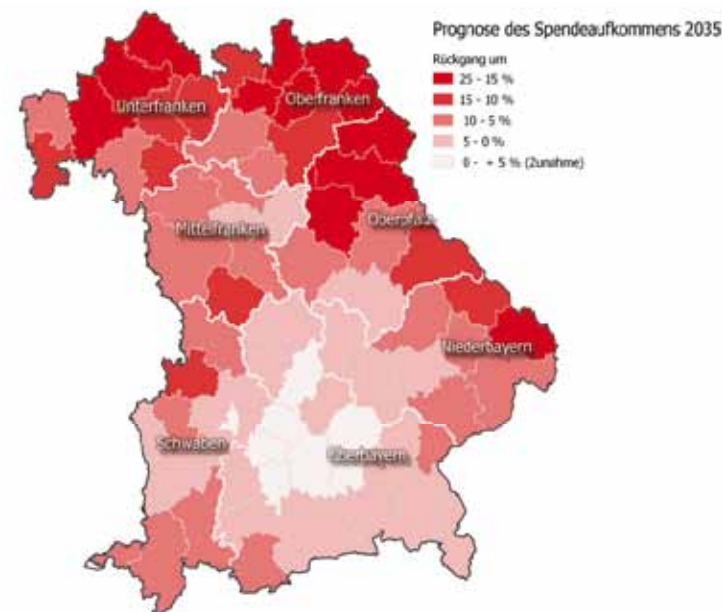 Prognose des Spendeaufkommens 2035
Rückgang um
25 - 15 %
15 - 10 %
10 - 5 %
5 - 0 %
0 - + 5 % (Zunahme)
Unterfranken
Oberfranken
Mittelfranken
Oberpfalz
Niederbayern
Schwaben
Oberbayern